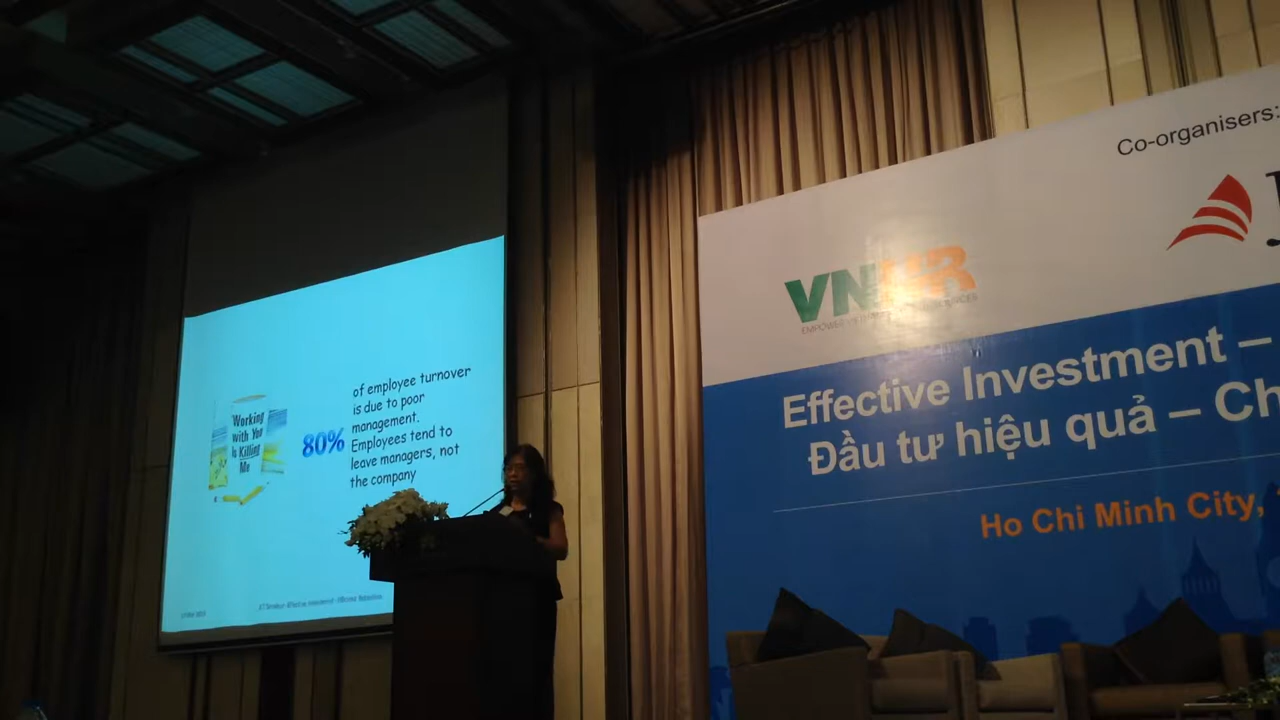 Working
with You
is Killing
Me
80%
of employee turnover
is due to poor
management.
Employees tend to
leave managers, not
the company
Co-organisers:
VNHR
Effective Investment –
Đầu tư hiệu quả – Ch
Ho Chi Minh City,